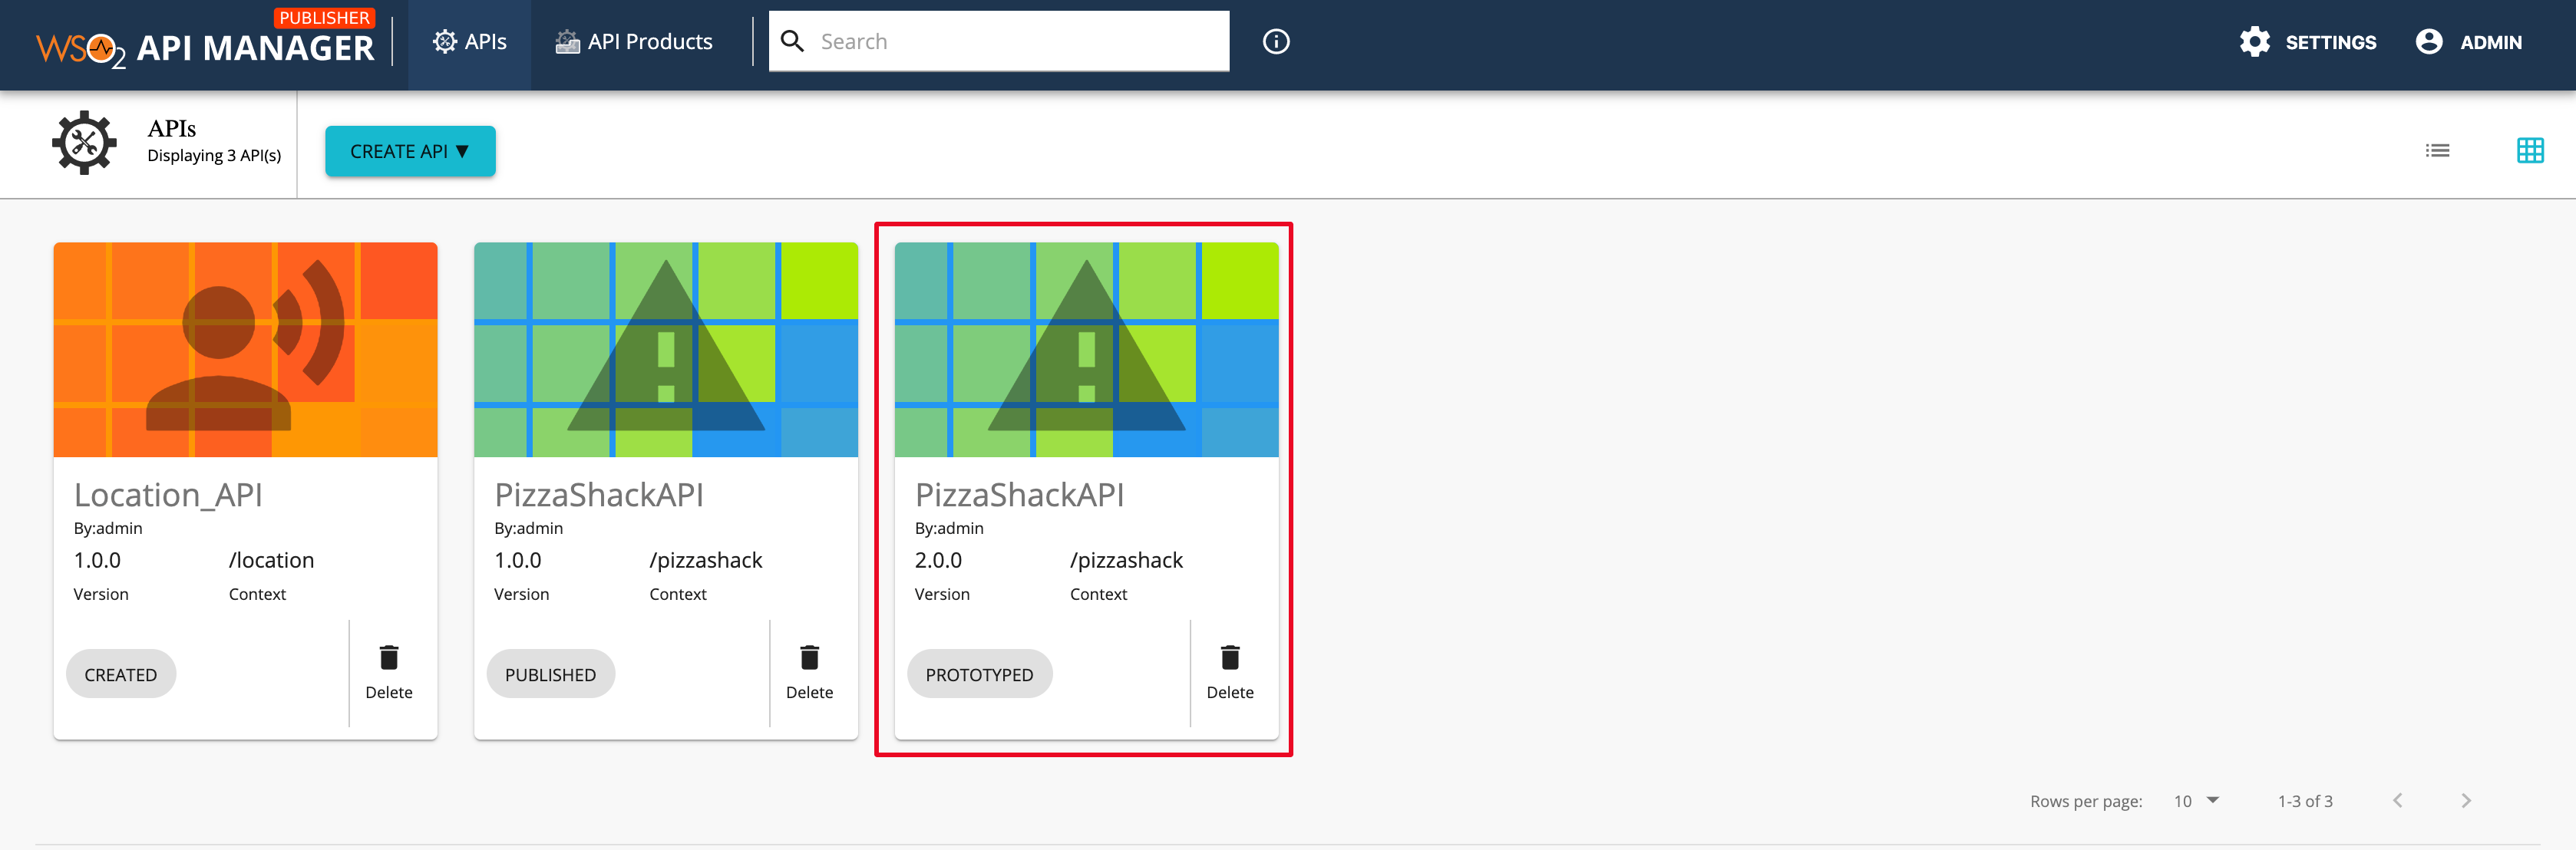 PUBLISHER
WSO2 API MANAGER
APIs
API Products
Search
SETTINGS
ADMIN
APIs
Displaying 3 API(s)
CREATE API ▼
Location_API
By:admin
1.0.0 /location
Version Context
CREATED
Delete
PizzaShackAPI
By:admin
1.0.0 /pizzashack
Version Context
PUBLISHED
Delete
PizzaShackAPI
By:admin
2.0.0 /pizzashack
Version Context
PROTOTYPED
Delete
Rows per page: 10 1-3 of 3